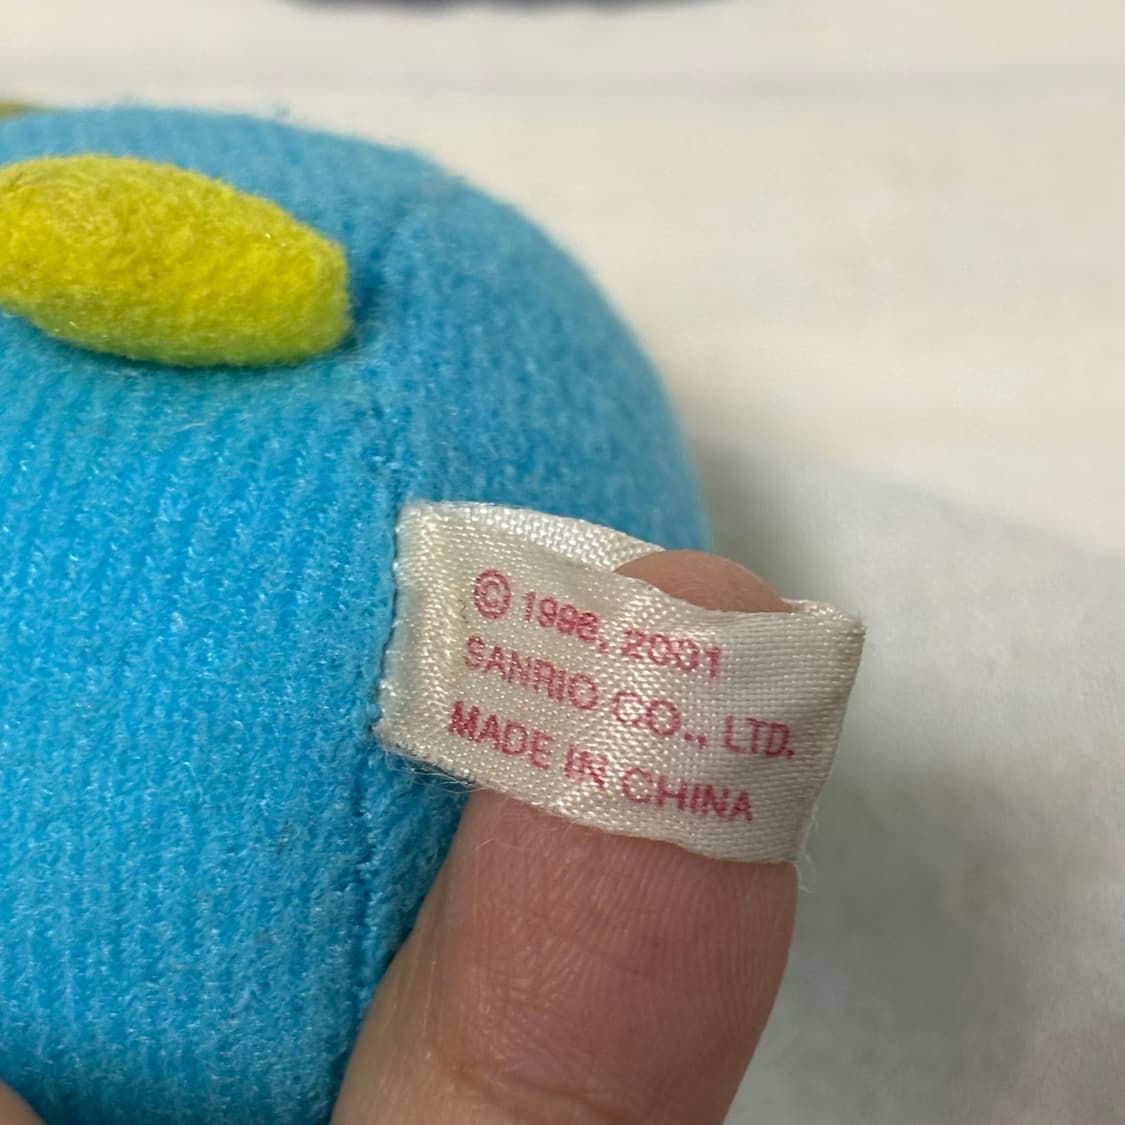 © 1998, 2001
SANRIO CO., LTD.
MADE IN CHINA